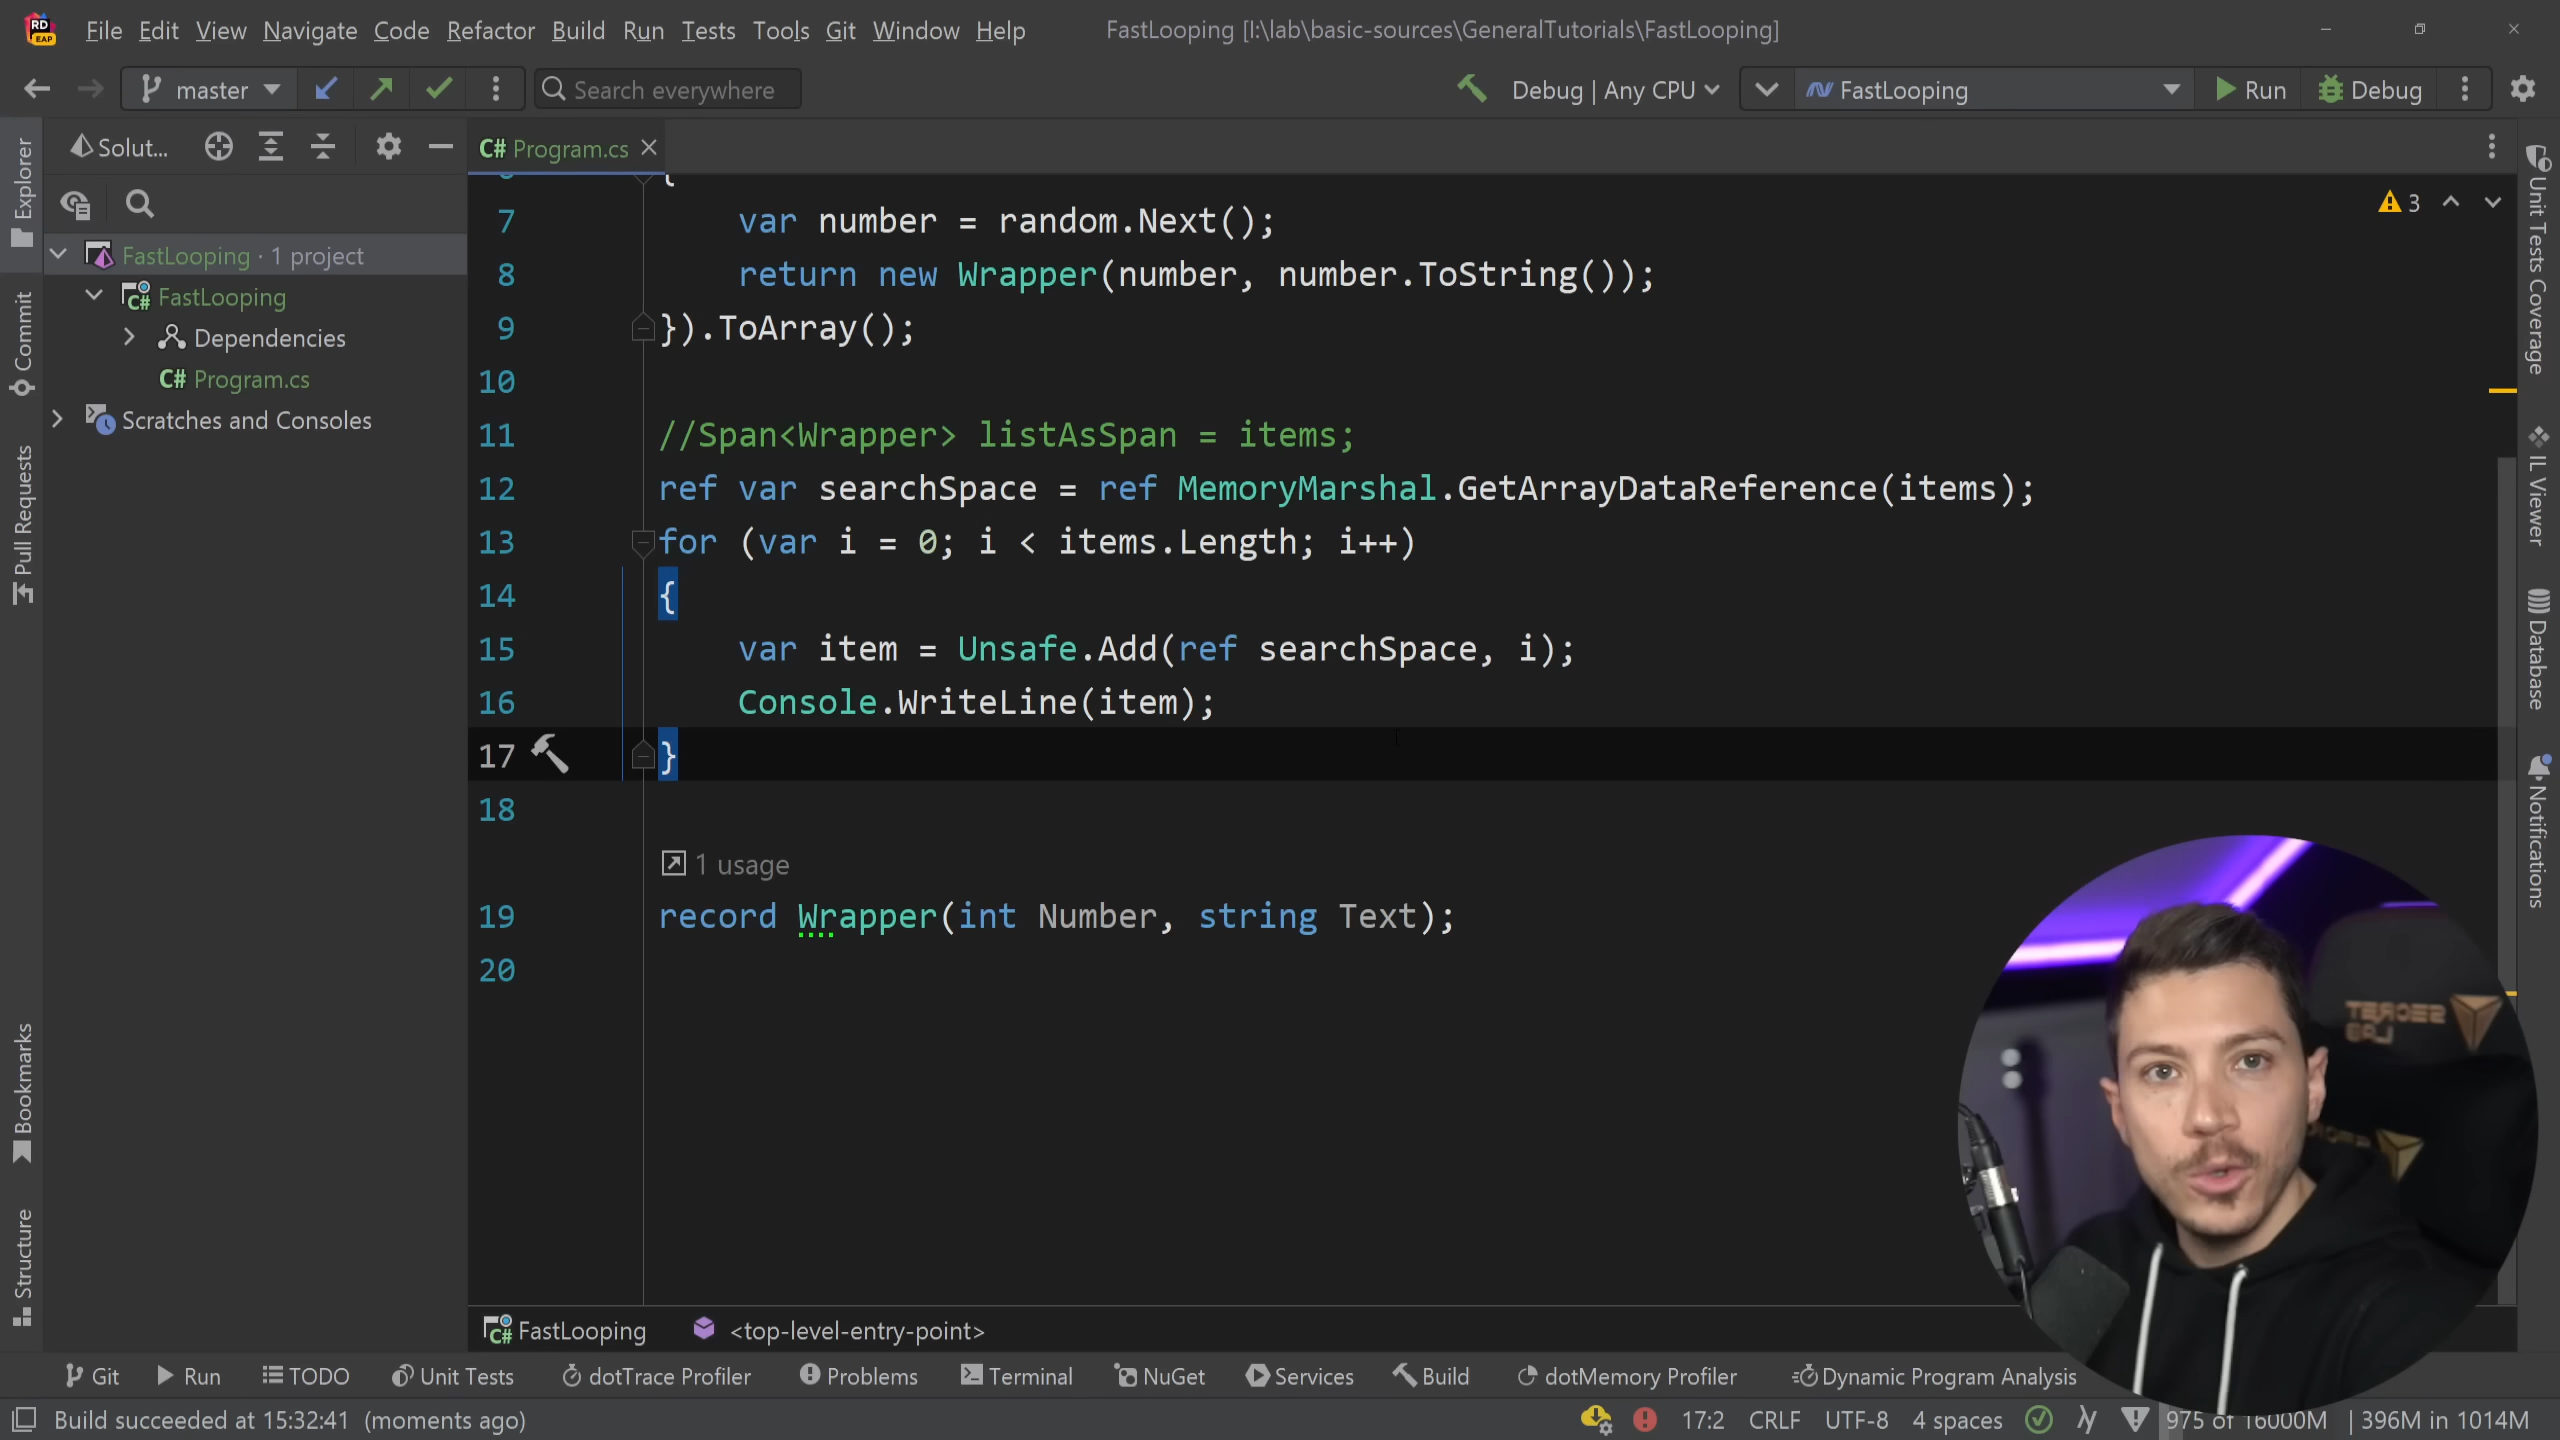 File Edit View Navigate Code Refactor Build Run Tests Tools Git Window Help FastLooping [I:\lab\basic-sources\GeneralTutorials\FastLooping]
RD
EAP
master Search everywhere Debug | Any CPU FastLooping Run Debug
Explorer
Commit
Pull Requests
Bookmarks
Structure
Solut...
FastLooping · 1 project
C# FastLooping
Dependencies
C# Program.cs
Scratches and Consoles
C# Program.cs
3
{
7 var number = random.Next();
8 return new Wrapper(number, number.ToString());
9 }).ToArray();
10
11 //Span<Wrapper> listAsSpan = items;
12 ref var searchSpace = ref MemoryMarshal.GetArrayDataReference(items);
13 for (var i = 0; i < items.Length; i++)
14 {
15 var item = Unsafe.Add(ref searchSpace, i);
16 Console.WriteLine(item);
17 }
18
1 usage
19 record Wrapper(int Number, string Text);
20
Unit Tests Coverage
IL Viewer
Database
Notifications
C# FastLooping <top-level-entry-point>
Git Run TODO Unit Tests dotTrace Profiler Problems Terminal NuGet Services Build dotMemory Profiler Dynamic Program Analysis
Build succeeded at 15:32:41 (moments ago) 17:2 CRLF UTF-8 4 spaces 975 of 16000M | 396M in 1014M